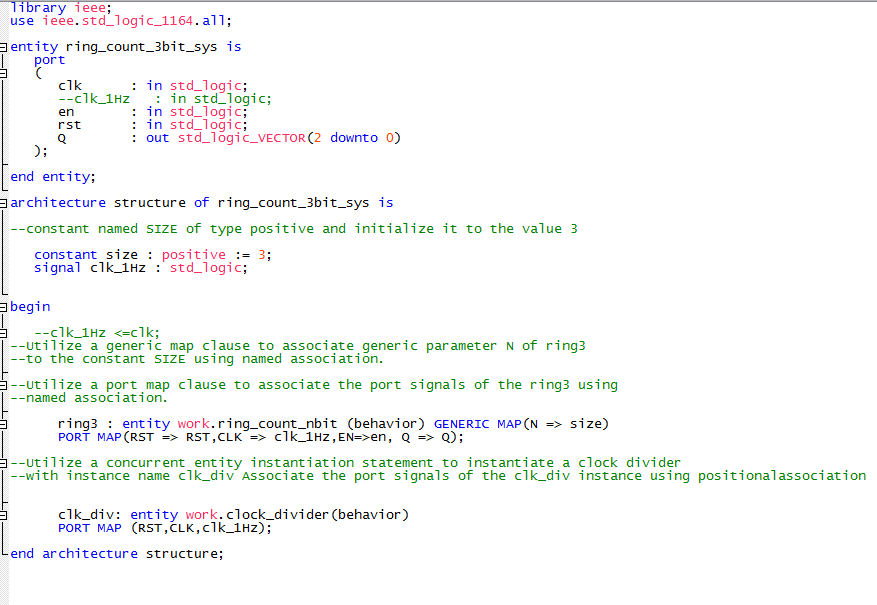 library ieee;
use ieee.std_logic_1164.all;
entity ring_count_3bit_sys is
port
(
clk : in std_logic;
--clk_1Hz : in std_logic;
en : in std_logic;
rst : in std_logic;
Q : out std_logic_VECTOR(2 downto 0)
);
end entity;
architecture structure of ring_count_3bit_sys is
--constant named SIZE of type positive and initialize it to the value 3
constant size : positive := 3;
signal clk_1Hz : std_logic;
begin
--clk_1Hz <=clk;
--Utilize a generic map clause to associate generic parameter N of ring3
--to the constant SIZE using named association.
--Utilize a port map clause to associate the port signals of the ring3 using
--named association.
ring3 : entity work.ring_count_nbit (behavior) GENERIC MAP(N => size)
PORT MAP(RST => RST,CLK => clk_1Hz,EN=>en, Q => Q);
--Utilize a concurrent entity instantiation statement to instantiate a clock divider
--with instance name clk_div Associate the port signals of the clk_div instance using positionalassociation
clk_div: entity work.clock_divider(behavior)
PORT MAP (RST,CLK,clk_1Hz);
end architecture structure;